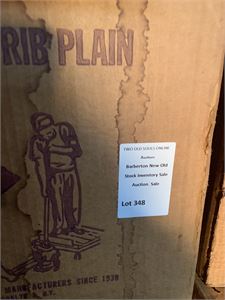 RIB PLAIN
TWO OLD SOULS ONLINE
Auction
Barberton New Old
Stock Inventory Sale
Auction Sale
Lot 348
MANUFACTURERS SINCE 1938
N.Y.